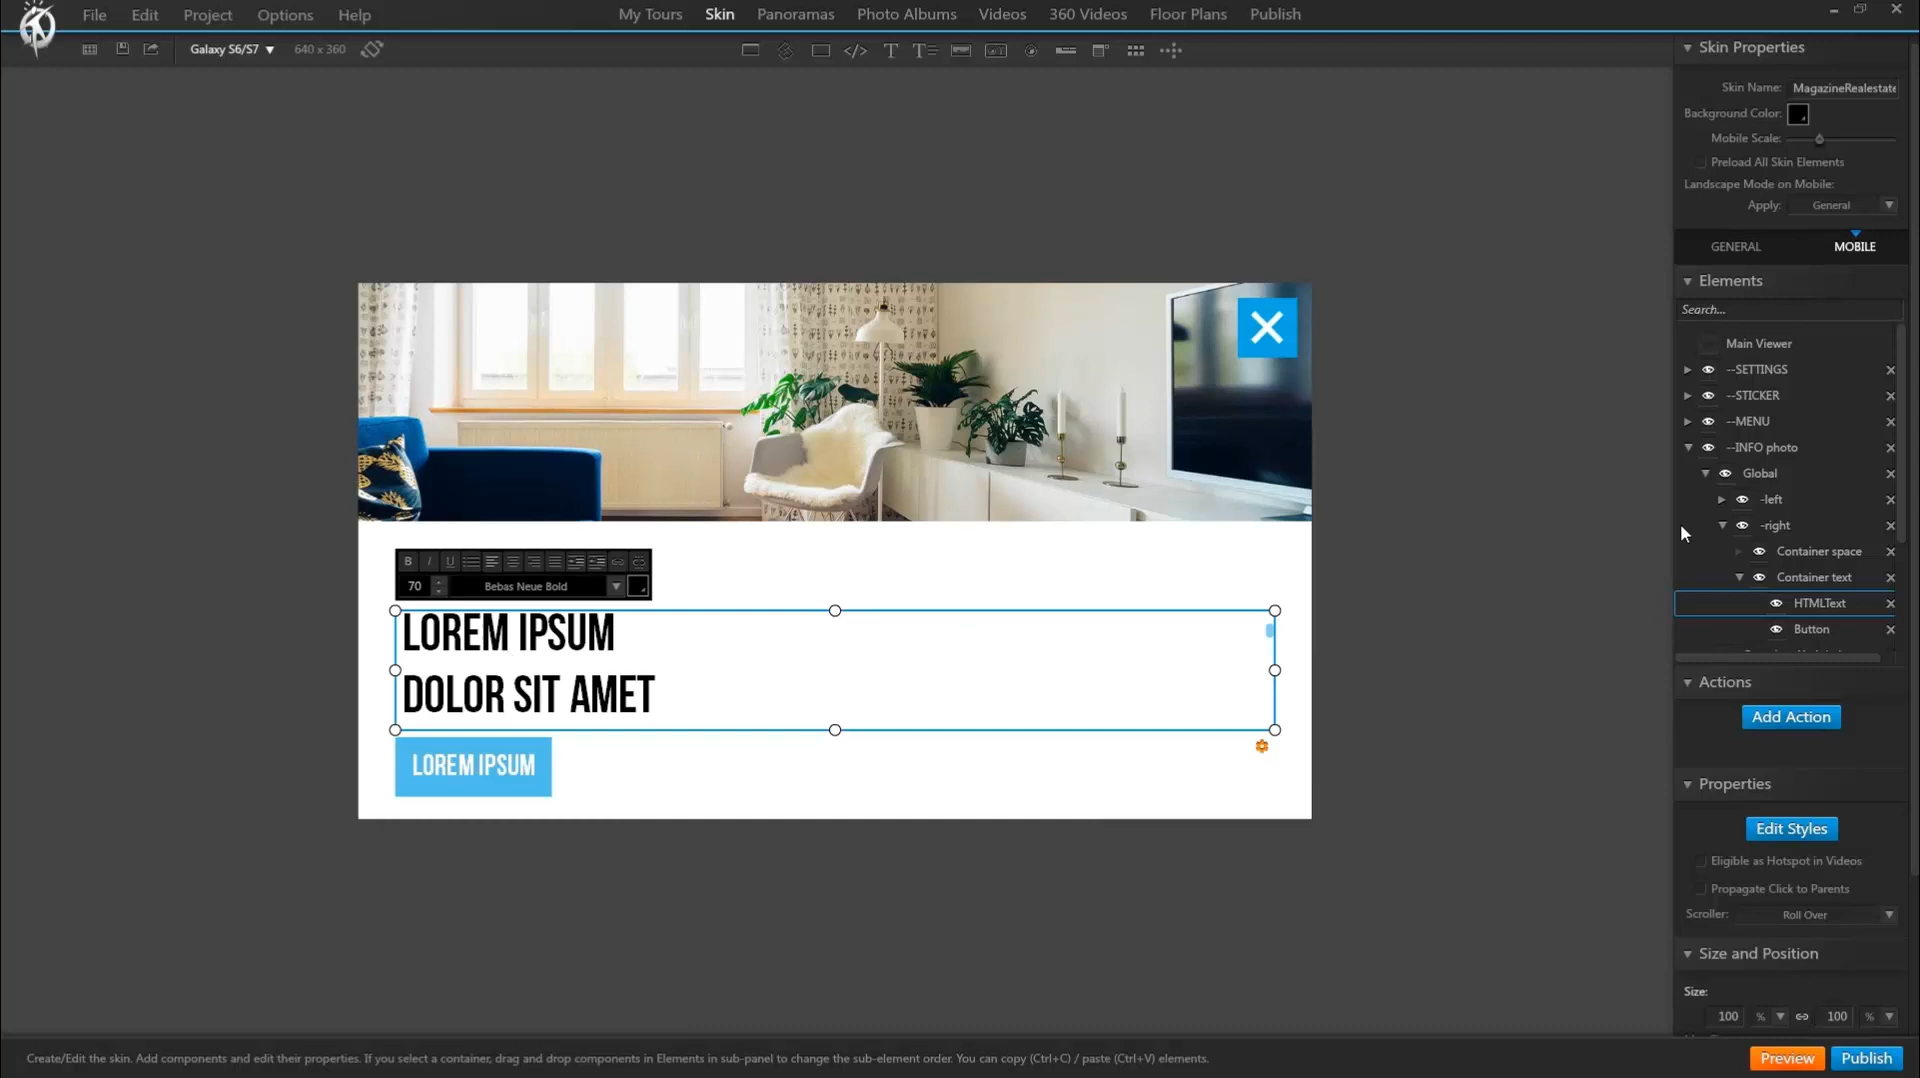 File Edit Project Options Help
My Tours Skin Panoramas Photo Albums Videos 360 Videos Floor Plans Publish
Galaxy S6/S7 640 x 360
Skin Properties
Skin Name: MagazineRealestate
Background Color:
Mobile Scale:
Preload All Skin Elements
Landscape Mode on Mobile:
Apply: General
GENERAL MOBILE
Elements
Search...
Main Viewer
--SETTINGS
--STICKER
--MENU
--INFO photo
Global
-left
-right
Container space
Container text
HTMLText
Button
B I U
70 Bebas Neue Bold
LOREM IPSUM
DOLOR SIT AMET
LOREM IPSUM
Actions
Add Action
Properties
Edit Styles
Eligible as Hotspot in Videos
Propagate Click to Parents
Scroller: Roll Over
Size and Position
Size:
100 % 100 %
Create/Edit the skin. Add components and edit their properties. If you select a container, drag and drop components in Elements in sub-panel to change the sub-element order. You can copy (Ctrl+C) / paste (Ctrl+V) elements.
Preview Publish